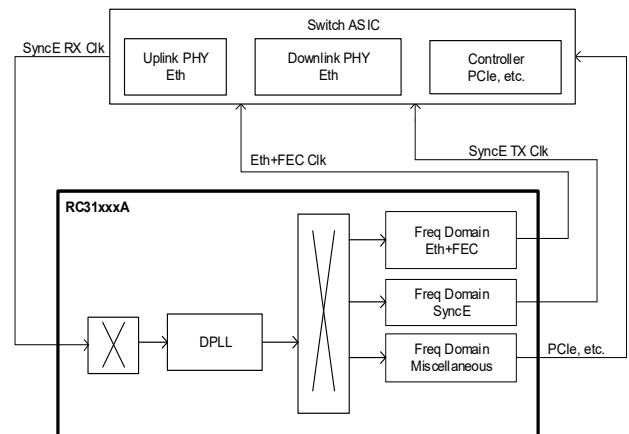 Switch ASIC
SyncE RX Clk
Uplink PHY
Eth
Downlink PHY
Eth
Controller
PCIe, etc.
SyncE TX Clk
Eth+FEC Clk
RC31xxxA
Freq Domain
Eth+FEC
Freq Domain
SyncE
DPLL
Freq Domain
Miscellaneous
PCIe, etc.